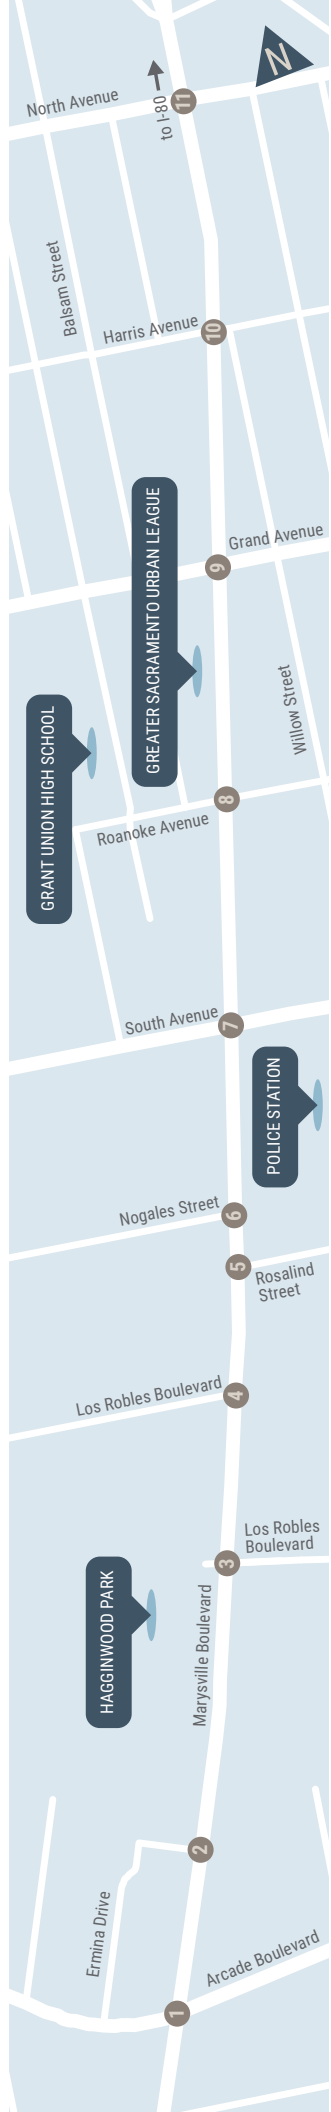 North Avenue
to I-80
11
N
Balsam Street
Harris Avenue
10
GREATER SACRAMENTO URBAN LEAGUE
Grand Avenue
9
GRANT UNION HIGH SCHOOL
Willow Street
Roanoke Avenue
8
South Avenue
7
POLICE STATION
Nogales Street
6
5
Rosalind
Street
Los Robles Boulevard
4
Los Robles
Boulevard
3
HAGGINWOOD PARK
Marysville Boulevard
2
Ermina Drive
Arcade Boulevard
1